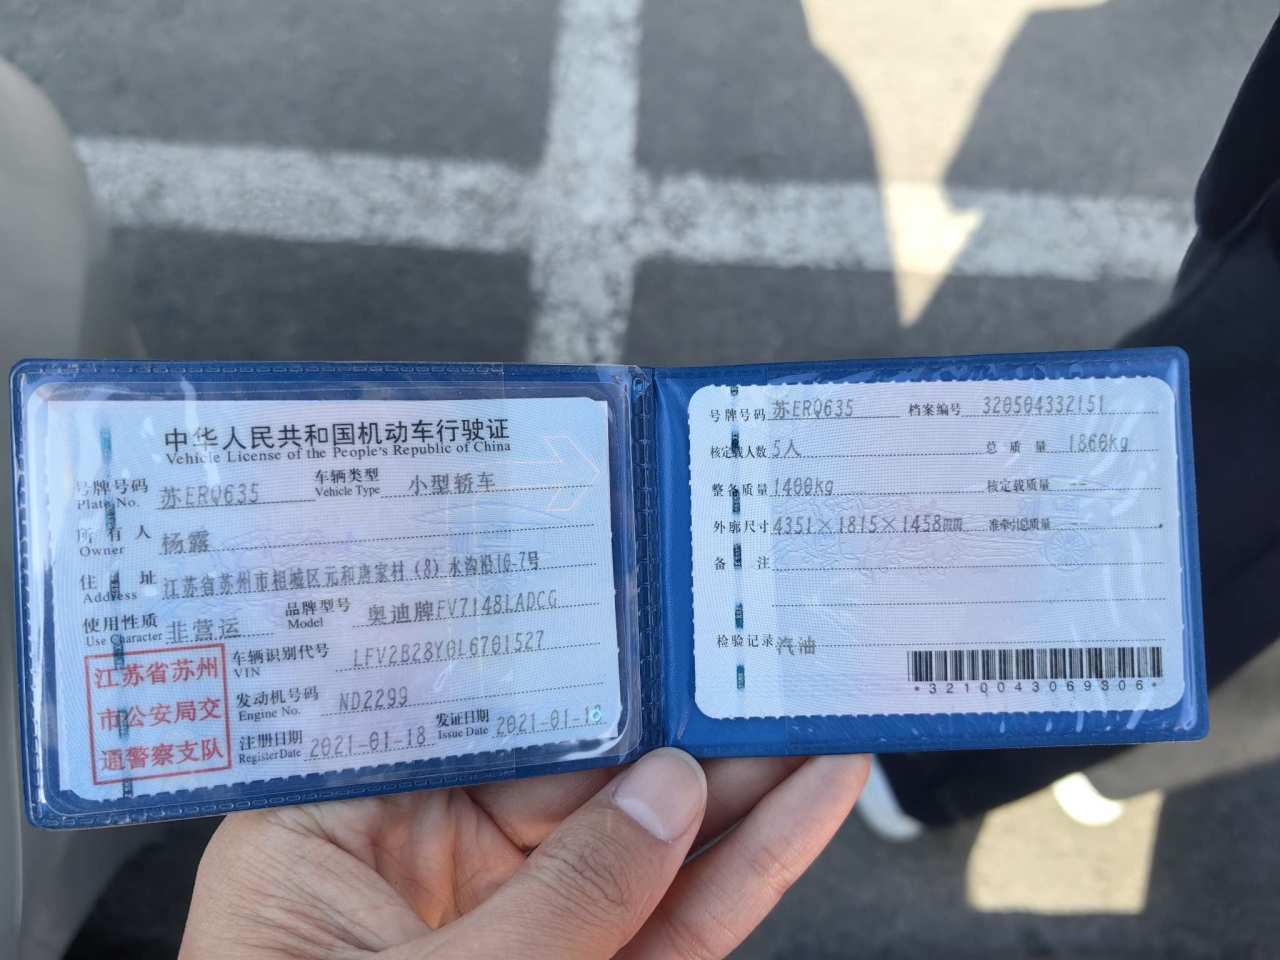 中华人民共和国机动车行驶证
Vehicle License of the People's Republic of China
号牌号码 苏ERQ635 车辆类型 小型轿车
Plate No. Vehicle Type
所有人 杨露
Owner
住址 江苏省苏州市相城区元和唐家村（8）水沟沿10-7号
Address
使用性质 非营运 品牌型号 奥迪牌FV7148LADCG
Use Character Model
江苏省苏州
市公安局交
通警察支队
车辆识别代号 LFV2B28Y0L6701527
VIN
发动机号码 ND2299
Engine No.
注册日期 2021-01-18 发证日期 2021-01-18
Register Date Issue Date
号牌号码 苏ERQ635 档案编号 320504332151
核定载人数 5人 总质量 1860kg
整备质量 1400kg 核定载质量 --
外廓尺寸 4351×1815×1458mm 准牵引总质量 --
备注
检验记录 汽油
*3210043069306*